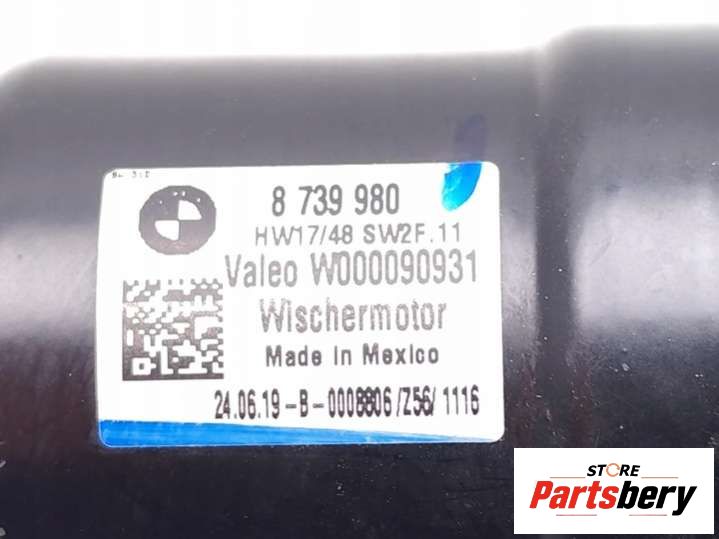 8 739 980
HW17/48 SW2F.11
Valeo W000090931
Wischermotor
Made in Mexico
24.06.19-B-0008806/Z56/1116
STORE
Partsbery